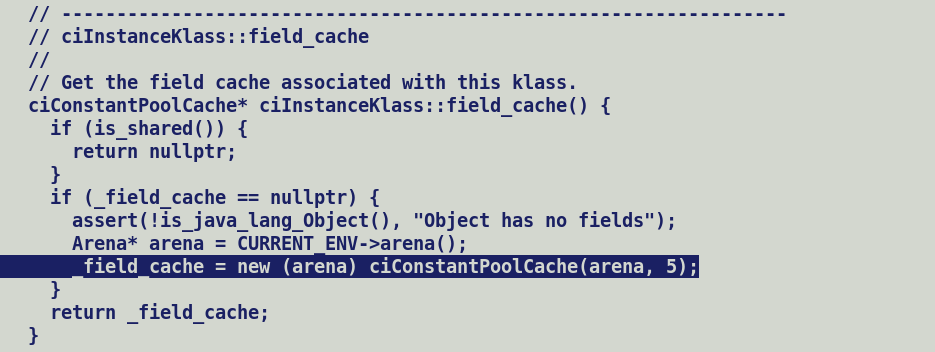 // ------------------------------------------------------------------
// ciInstanceKlass::field_cache
//
// Get the field cache associated with this klass.
ciConstantPoolCache* ciInstanceKlass::field_cache() {
  if (is_shared()) {
    return nullptr;
  }
  if (_field_cache == nullptr) {
    assert(!is_java_lang_Object(), "Object has no fields");
    Arena* arena = CURRENT_ENV->arena();
    _field_cache = new (arena) ciConstantPoolCache(arena, 5);
  }
  return _field_cache;
}